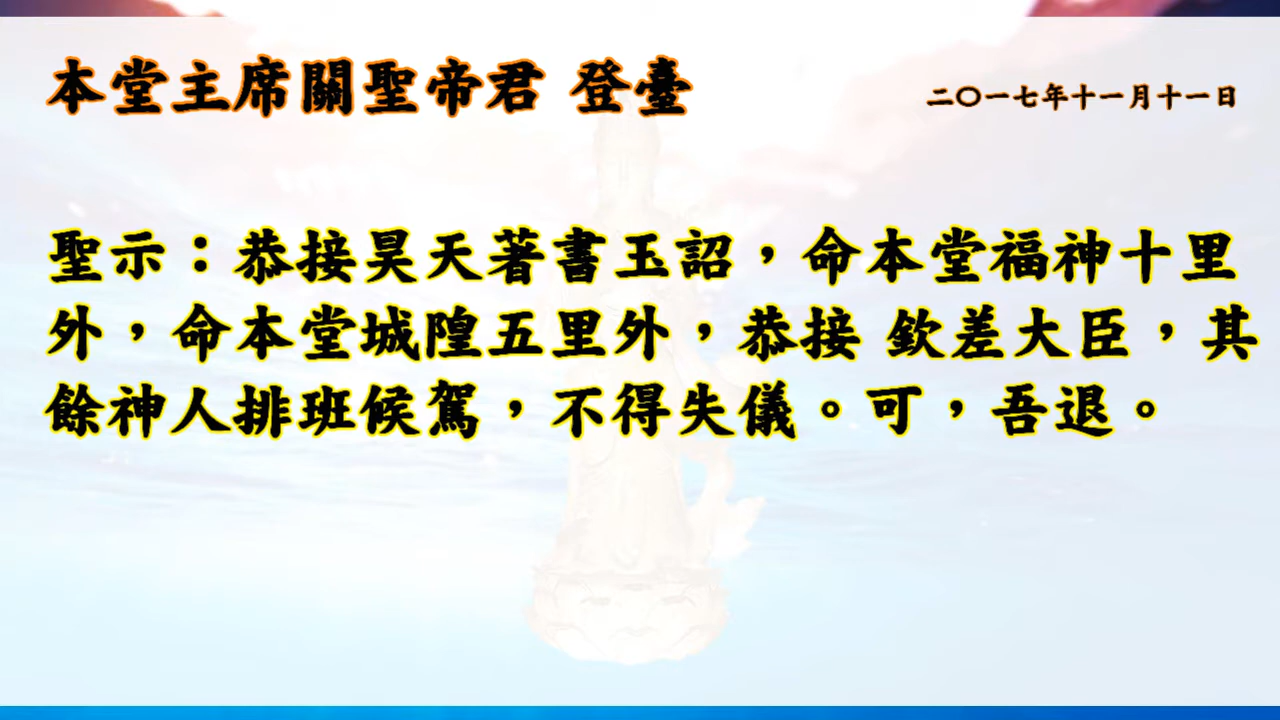 本堂主席關聖帝君 登臺
二〇一七年十一月十一日
聖示：恭接昊天著書玉詔，命本堂福神十里
外，命本堂城隍五里外，恭接 欽差大臣，其
餘神人排班候駕，不得失儀。可，吾退。